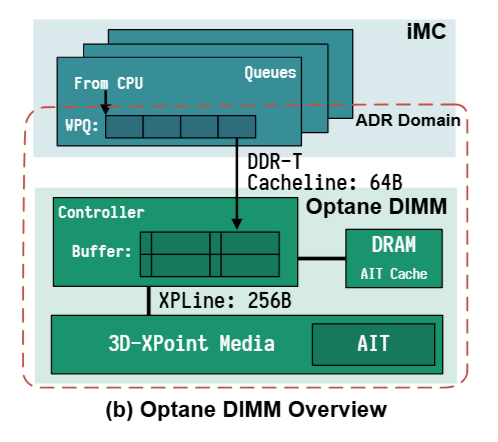 iMC
Queues
From CPU
WPQ:
ADR Domain
DDR-T
Cacheline: 64B
Optane DIMM
Controller
Buffer:
DRAM
AIT Cache
XPLine: 256B
3D-XPoint Media
AIT
(b) Optane DIMM Overview